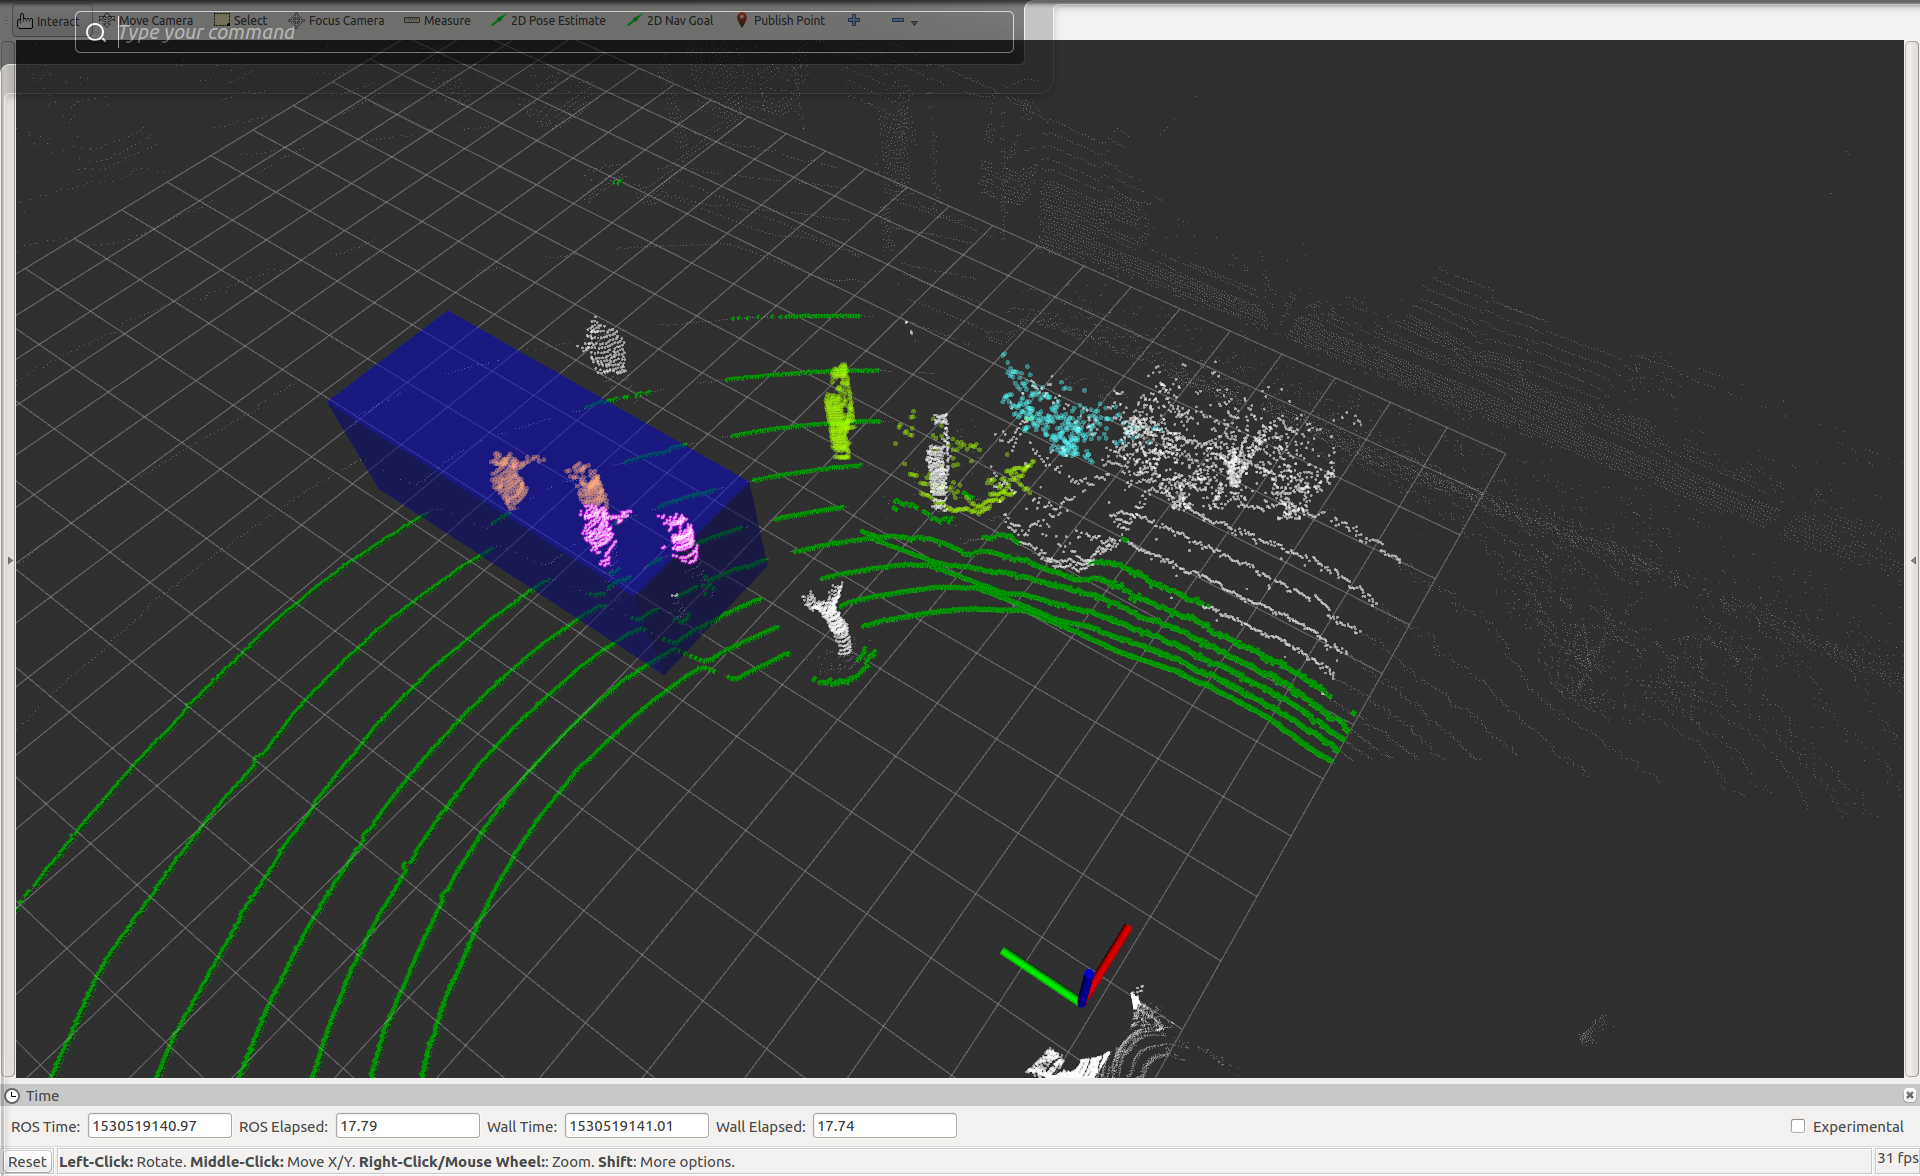 Interact Move Camera Select Focus Camera Measure 2D Pose Estimate 2D Nav Goal Publish Point
Type your command
Time
ROS Time: 1530519140.97 ROS Elapsed: 17.79 Wall Time: 1530519141.01 Wall Elapsed: 17.74 Experimental
Reset Left-Click: Rotate. Middle-Click: Move X/Y. Right-Click/Mouse Wheel:: Zoom. Shift: More options. 31 fps